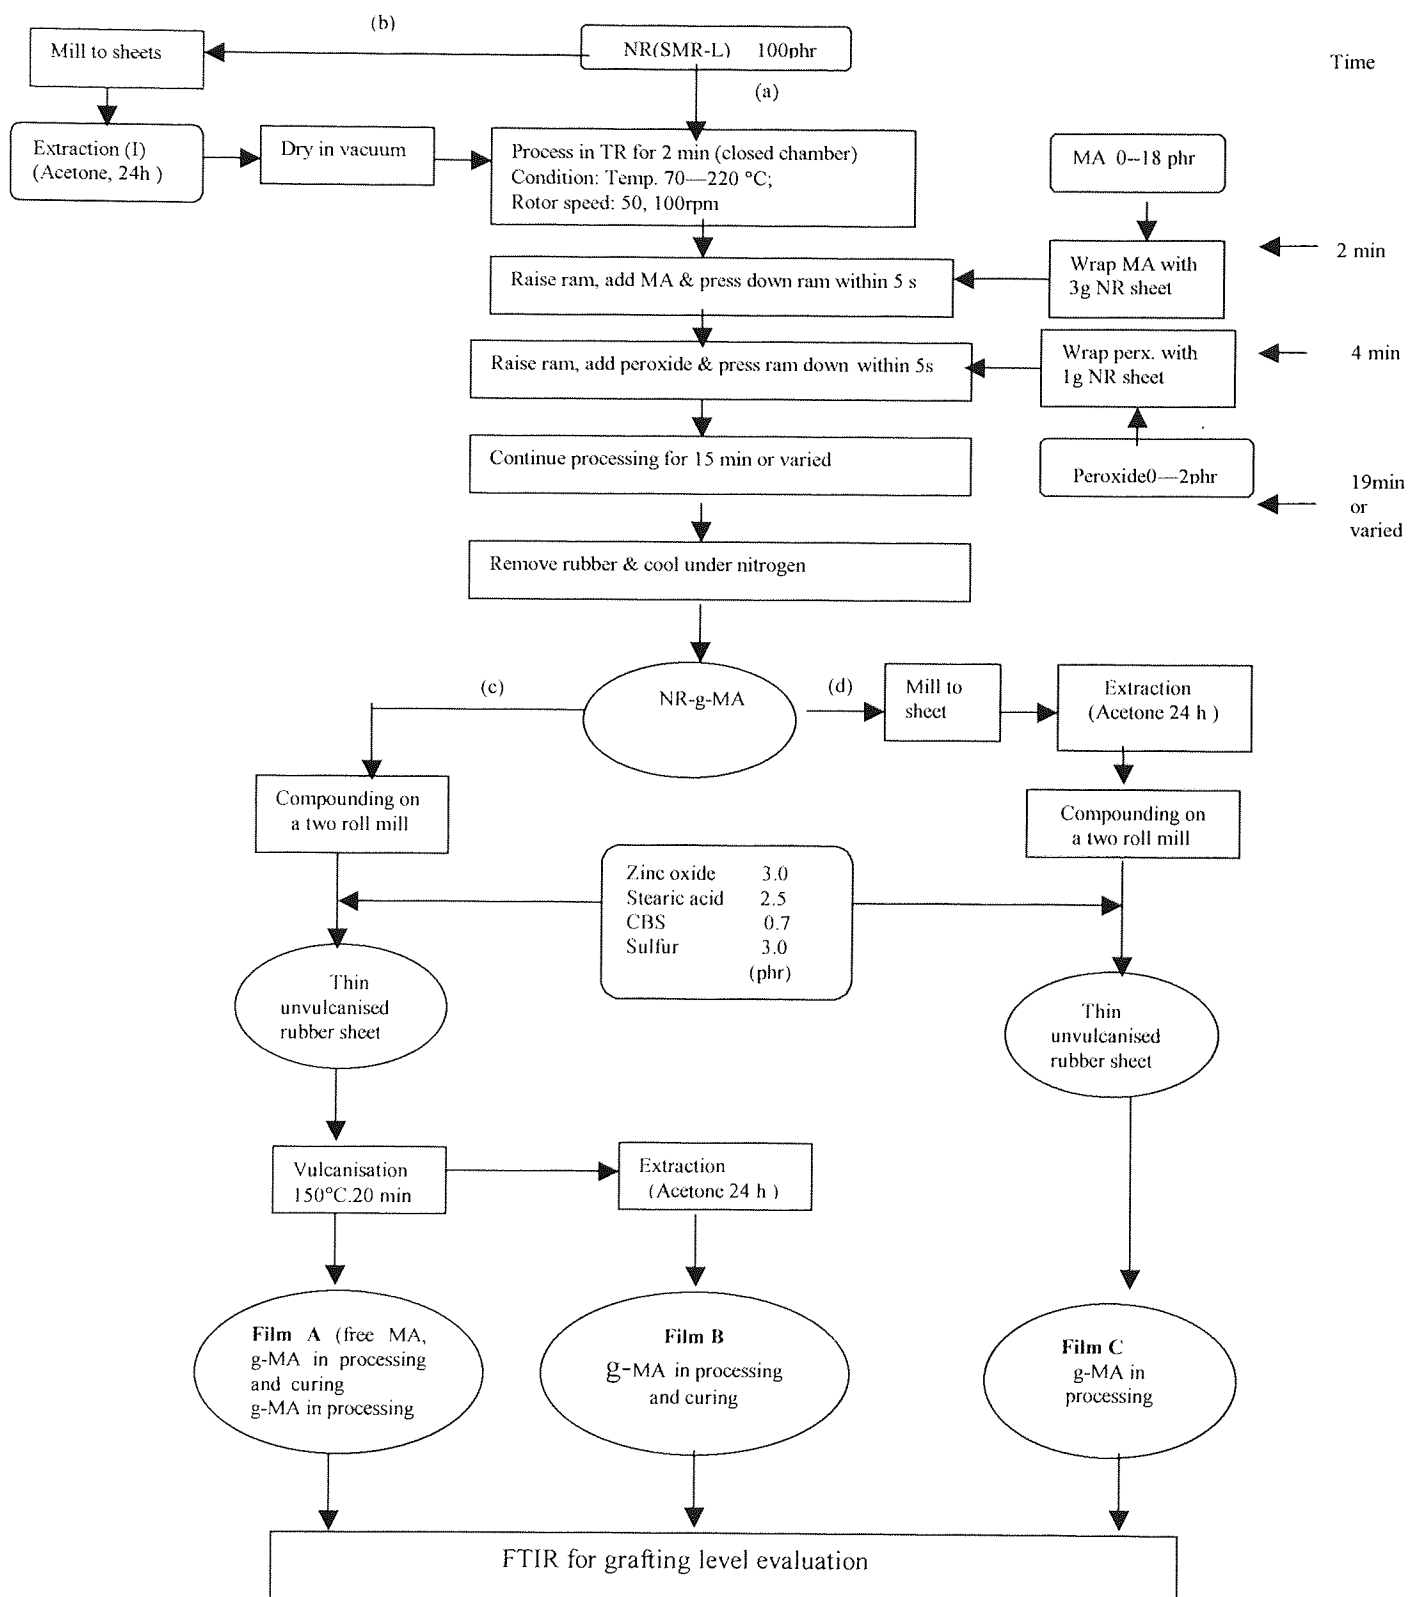 (b)
NR(SMR-L) 100phr
Mill to sheets
Time
(a)
Extraction (I)
(Acetone, 24h )
Dry in vacuum
Process in TR for 2 min (closed chamber)
Condition: Temp. 70—220 °C;
Rotor speed: 50, 100rpm
MA 0--18 phr
2 min
Wrap MA with
3g NR sheet
Raise ram, add MA & press down ram within 5 s
4 min
Wrap perx. with
1g NR sheet
Raise ram, add peroxide & press ram down within 5s
Continue processing for 15 min or varied
Peroxide0—2phr
19min
or
varied
Remove rubber & cool under nitrogen
(c)
NR-g-MA
(d)
Mill to
sheet
Extraction
(Acetone 24 h )
Compounding on
a two roll mill
Compounding on
a two roll mill
Zinc oxide 3.0
Stearic acid 2.5
CBS 0.7
Sulfur 3.0
(phr)
Thin
unvulcanised
rubber sheet
Thin
unvulcanised
rubber sheet
Vulcanisation
150°C.20 min
Extraction
(Acetone 24 h )
Film A (free MA,
g-MA in processing
and curing
g-MA in processing
Film B
g-MA in processing
and curing
Film C
g-MA in
processing
FTIR for grafting level evaluation